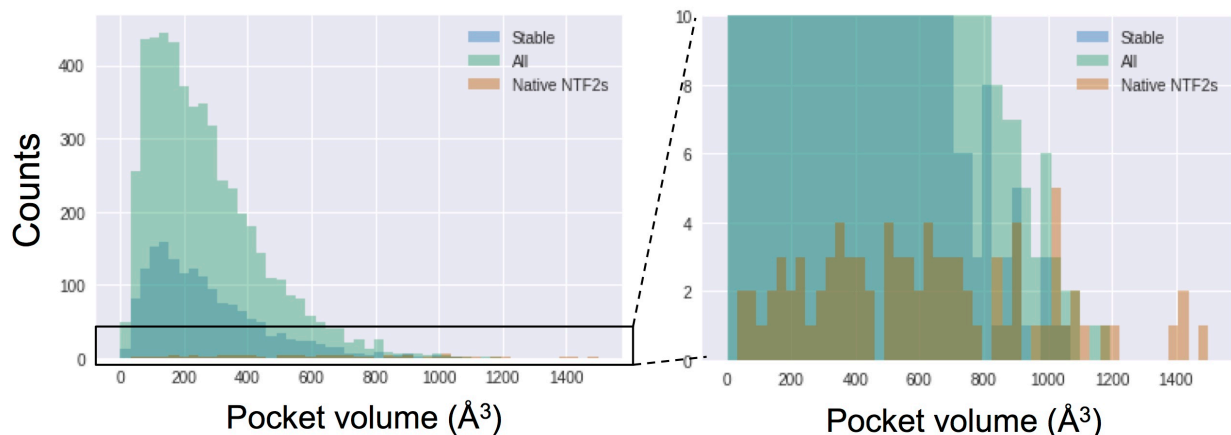 Counts
400
300
200
100
0
0 200 400 600 800 1000 1200 1400
Pocket volume (Å³)
Stable
All
Native NTF2s
10
8
6
4
2
0
0 200 400 600 800 1000 1200 1400
Pocket volume (Å³)
Stable
All
Native NTF2s